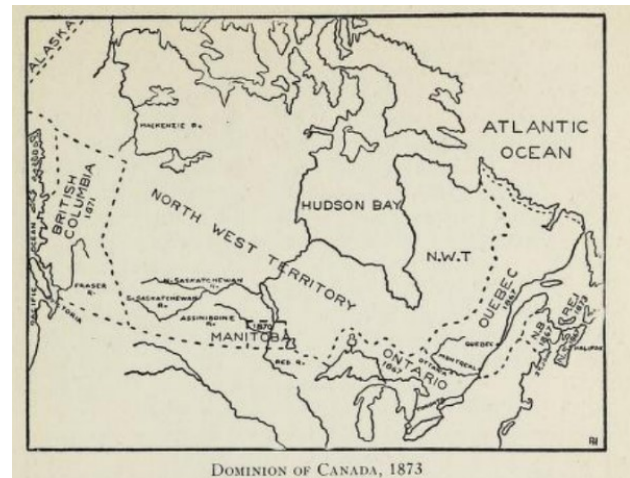 ALASKA
MACKENZIE R.
ATLANTIC
OCEAN
BRITISH
COLUMBIA
1871
NORTH WEST TERRITORY
HUDSON BAY
N.W.T
PACIFIC OCEAN
FRASER
R.
N. SASKATCHEWAN
R.
S. SASKATCHEWAN
R.
ASSINIBOINE
R.
1870
MANITOBA
RED R.
ONTARIO
1867
OTTAWA
MONTREAL
QUEBEC
QUEBEC
1867
N.B.
1867
P.E.I
1873
N.S.
HALIFAX
DOMINION OF CANADA, 1873